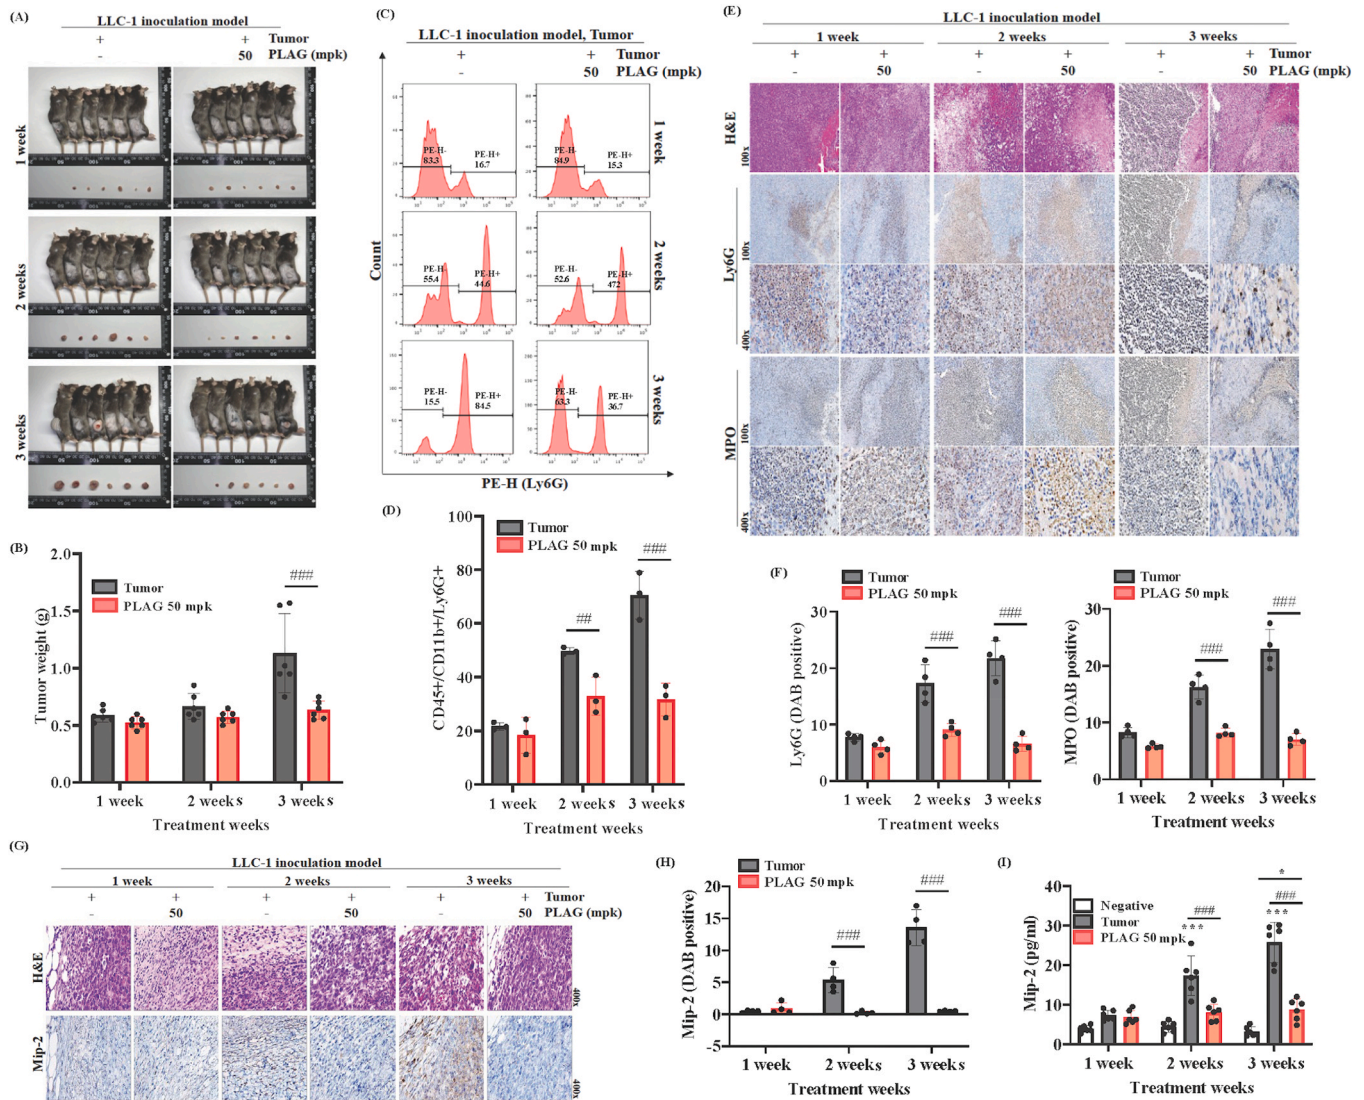 (A)
LLC-1 inoculation model
+ + Tumor
- 50 PLAG (mpk)
1 week
2 weeks
3 weeks
(B)
2.0
1.5
1.0
0.5
0.0
Tumor weight (g)
Tumor
PLAG 50 mpk
###
1 week 2 weeks 3 weeks
Treatment weeks
(C)
LLC-1 inoculation model, Tumor
+ + Tumor
- 50 PLAG (mpk)
PE-H- 83.3 PE-H+ 16.7
PE-H- 84.9 PE-H+ 15.3
1 week
PE-H- 55.4 PE-H+ 44.6
PE-H- 52.6 PE-H+ 472
2 weeks
PE-H- 15.5 PE-H+ 84.5
PE-H- 63.3 PE-H+ 36.7
3 weeks
Count
PE-H (Ly6G)
(D)
100
80
60
40
20
0
CD45+/CD11b+/Ly6G+
Tumor
PLAG 50 mpk
##
###
1 week 2 weeks 3 weeks
Treatment weeks
(E)
LLC-1 inoculation model
1 week 2 weeks 3 weeks
+ + + + + + Tumor
- 50 - 50 - 50 PLAG (mpk)
H&E
100x
Ly6G
100x
400x
MPO
100x
400x
(F)
Tumor
PLAG 50 mpk
30
20
10
0
Ly6G (DAB positive)
###
###
1 week 2 weeks 3 weeks
Treatment weeks
Tumor
PLAG 50 mpk
30
20
10
0
MPO (DAB positive)
###
###
1 week 2 weeks 3 weeks
Treatment weeks
(G)
LLC-1 inoculation model
1 week 2 weeks 3 weeks
+ + + + + + Tumor
- 50 - 50 - 50 PLAG (mpk)
H&E
400x
Mip-2
400x
(H)
Tumor
PLAG 50 mpk
20
15
10
5
0
-5
Mip-2 (DAB positive)
###
###
1 week 2 weeks 3 weeks
Treatment weeks
(I)
40
30
20
10
0
Mip-2 (pg/ml)
Negative
Tumor
PLAG 50 mpk
###
***
*
###
***
1 week 2 weeks 3 weeks
Treatment weeks